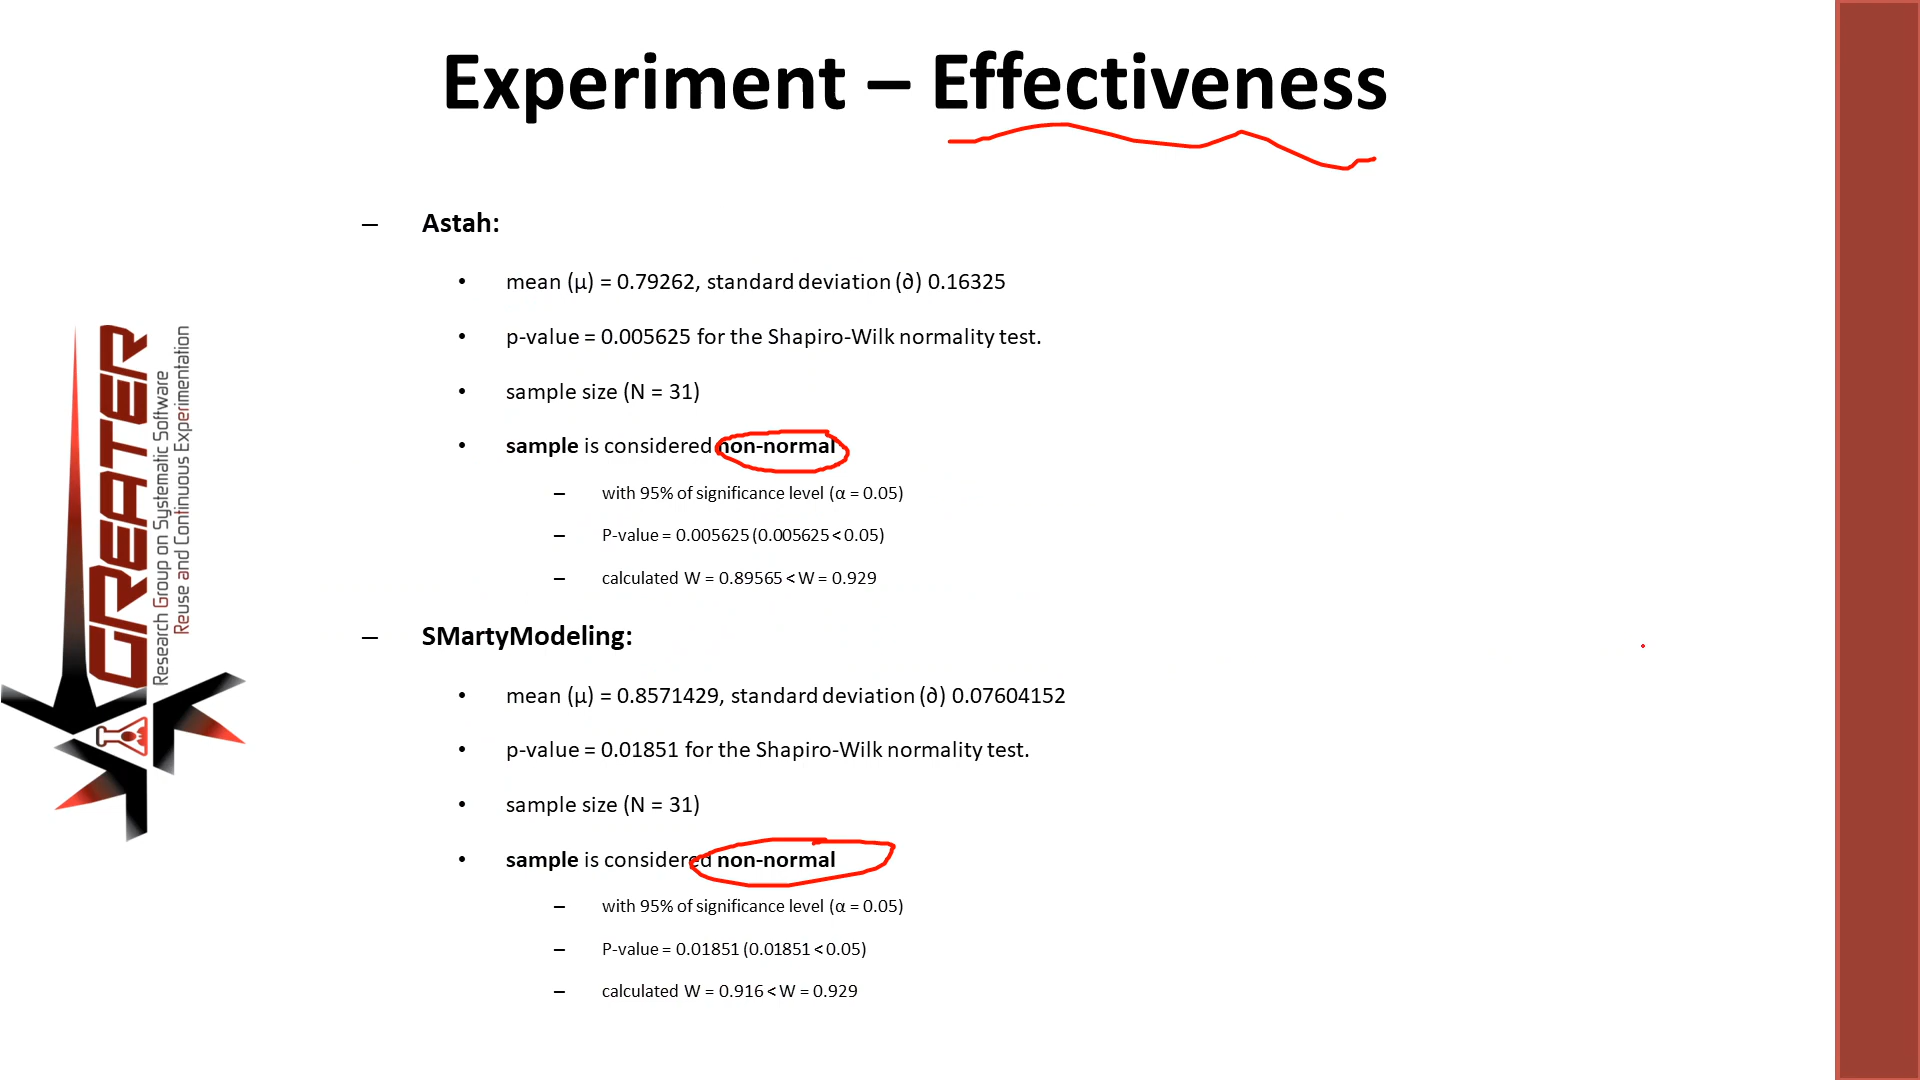 Experiment – Effectiveness
– Astah:
• mean (μ) = 0.79262, standard deviation (∂) 0.16325
• p-value = 0.005625 for the Shapiro-Wilk normality test.
• sample size (N = 31)
• sample is considered non-normal
– with 95% of significance level (α = 0.05)
– P-value = 0.005625 (0.005625 < 0.05)
– calculated W = 0.89565 < W = 0.929
– SMartyModeling:
• mean (μ) = 0.8571429, standard deviation (∂) 0.07604152
• p-value = 0.01851 for the Shapiro-Wilk normality test.
• sample size (N = 31)
• sample is considered non-normal
– with 95% of significance level (α = 0.05)
– P-value = 0.01851 (0.01851 < 0.05)
– calculated W = 0.916 < W = 0.929
GREATER
Research Group on Systematic Software
Reuse and Continuous Experimentation